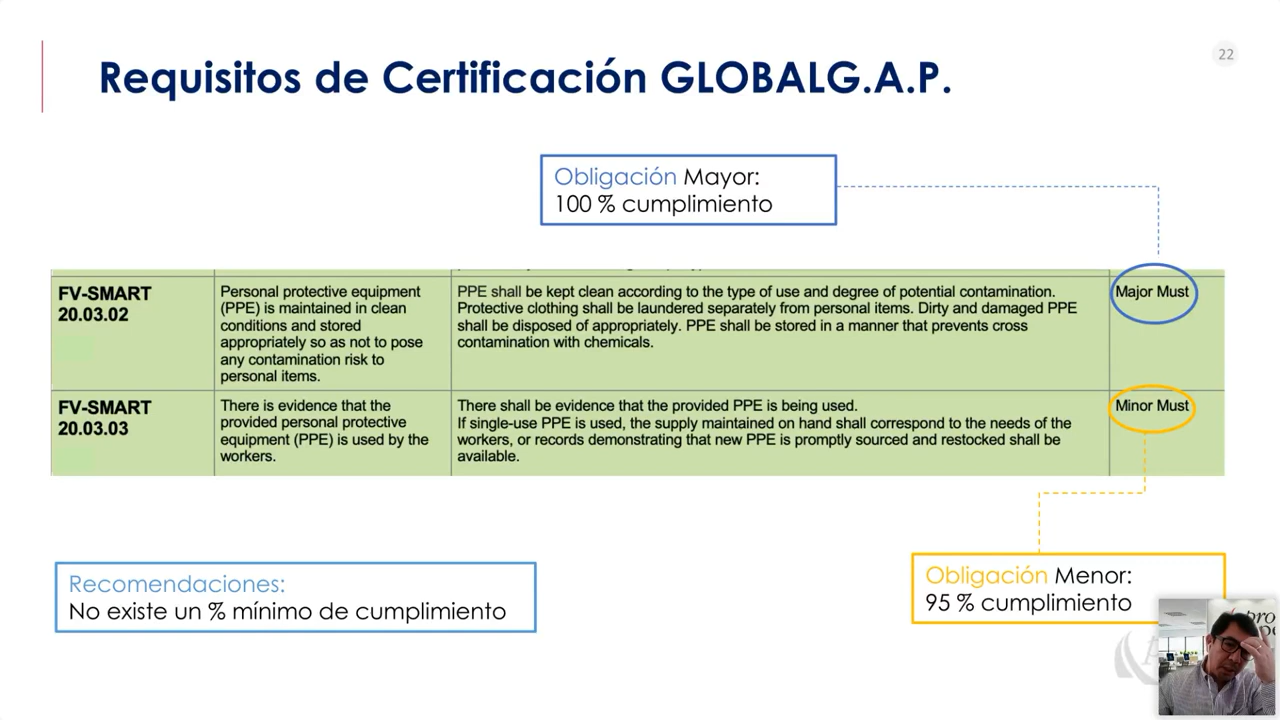 22
Requisitos de Certificación GLOBALG.A.P.
Obligación Mayor:
100 % cumplimiento
FV-SMART
20.03.02
Personal protective equipment
(PPE) is maintained in clean
conditions and stored
appropriately so as not to pose
any contamination risk to
personal items.
PPE shall be kept clean according to the type of use and degree of potential contamination.
Protective clothing shall be laundered separately from personal items. Dirty and damaged PPE
shall be disposed of appropriately. PPE shall be stored in a manner that prevents cross
contamination with chemicals.
Major Must
FV-SMART
20.03.03
There is evidence that the
provided personal protective
equipment (PPE) is used by the
workers.
There shall be evidence that the provided PPE is being used.
If single-use PPE is used, the supply maintained on hand shall correspond to the needs of the
workers, or records demonstrating that new PPE is promptly sourced and restocked shall be
available.
Minor Must
Recomendaciones:
No existe un % mínimo de cumplimiento
Obligación Menor:
95 % cumplimiento